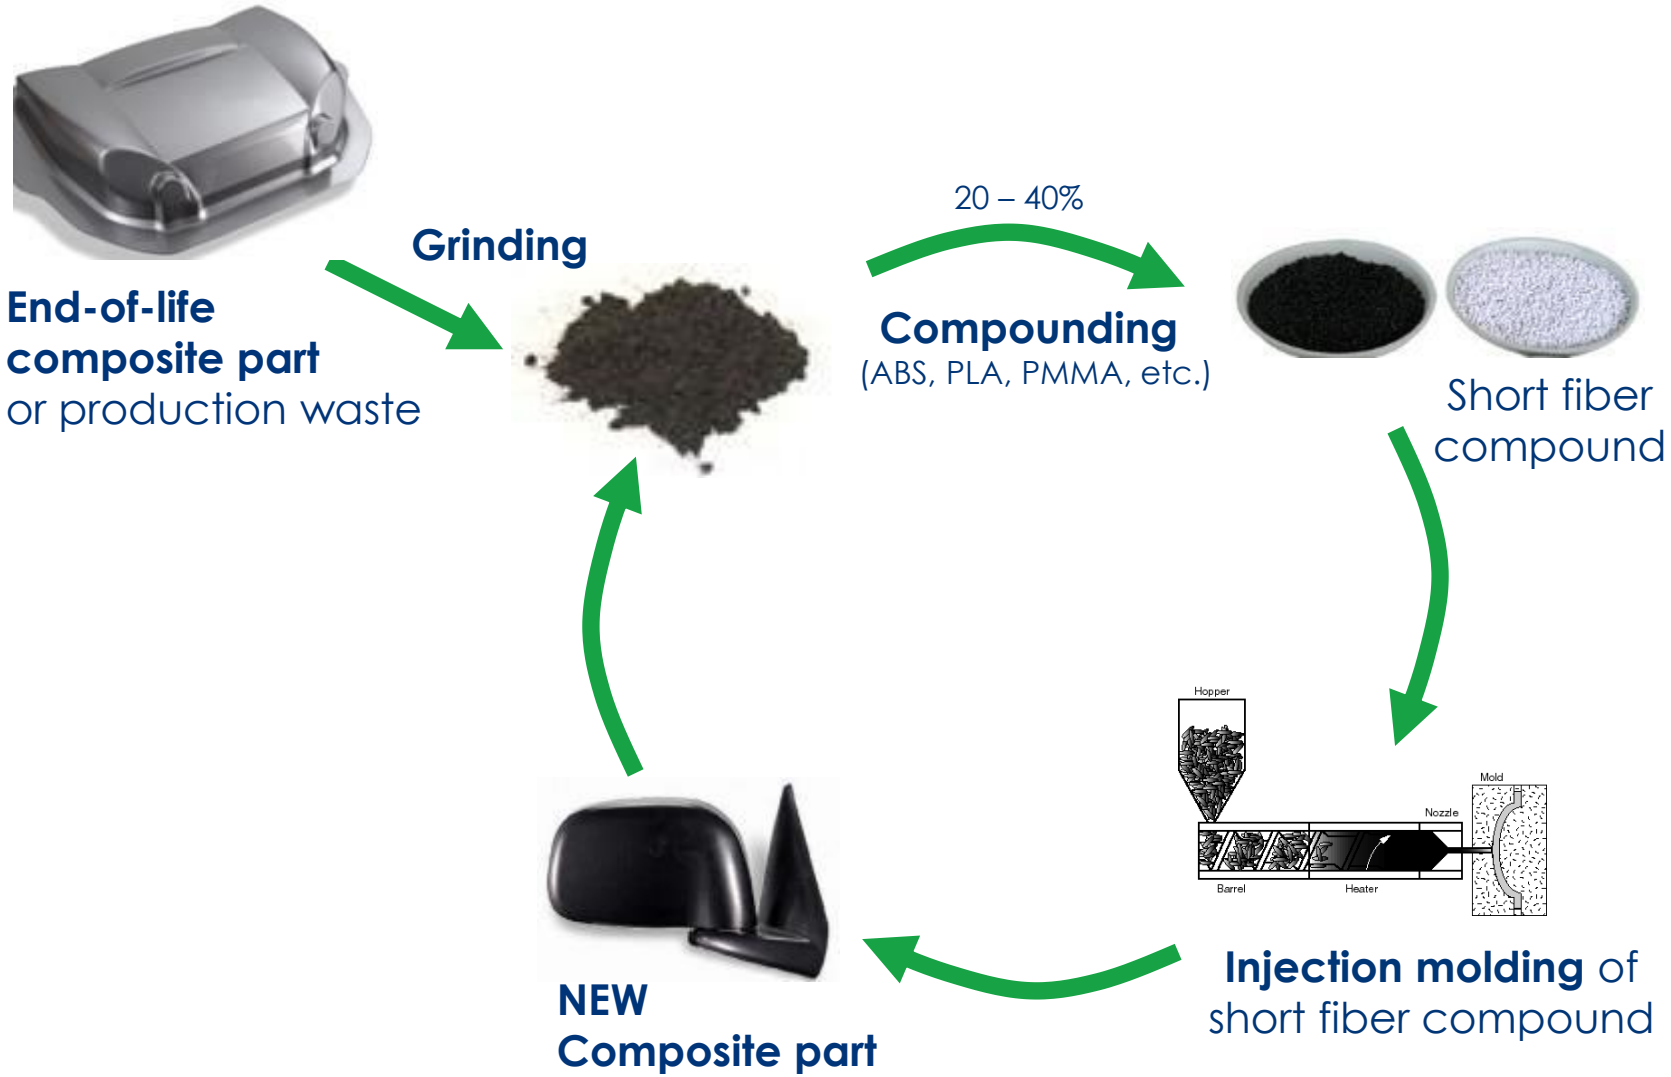 Grinding
End-of-life
composite part
or production waste
20 – 40%
Compounding
(ABS, PLA, PMMA, etc.)
Short fiber
compound
Hopper
Mold
Nozzle
Barrel
Heater
Injection molding of
short fiber compound
NEW
Composite part